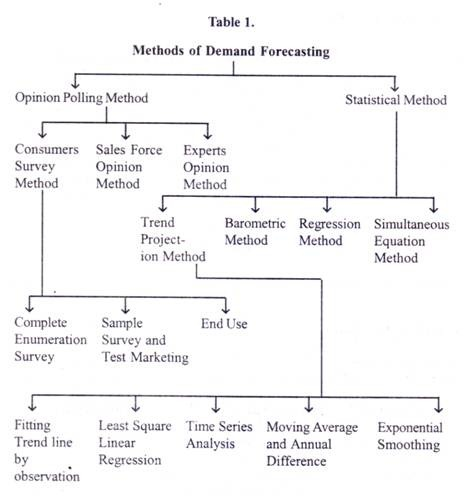 Table 1.
Methods of Demand Forecasting
Opinion Polling Method
Statistical Method
Consumers
Survey
Method
Sales Force
Opinion
Method
Experts
Opinion
Method
Trend
Project-
ion Method
Barometric
Method
Regression
Method
Simultaneous
Equation
Method
Complete
Enumeration
Survey
Sample
Survey and
Test Marketing
End Use
Fitting
Trend line
by
observation
Least Square
Linear
Regression
Time Series
Analysis
Moving Average
and Annual
Difference
Exponential
Smoothing